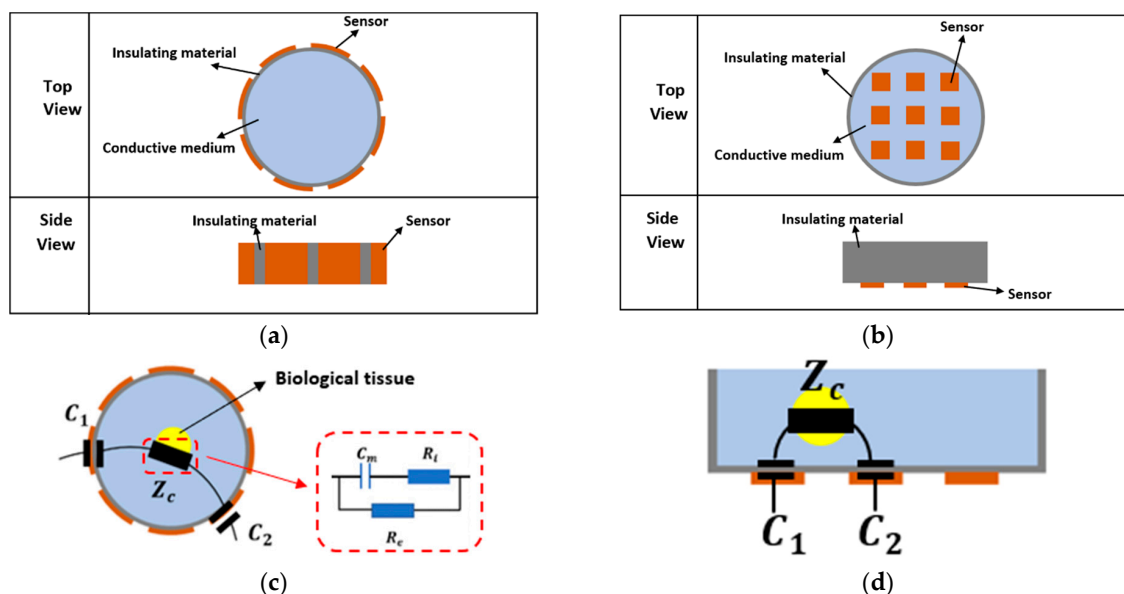 Sensor
Insulating material
Top
View
Conductive medium
Side
View
Insulating material
Sensor
(a)
Sensor
Insulating material
Top
View
Conductive medium
Side
View
Insulating material
Sensor
(b)
Biological tissue
C1
Zc
C2
Cm
Ri
Re
(c)
Zc
C1
C2
(d)